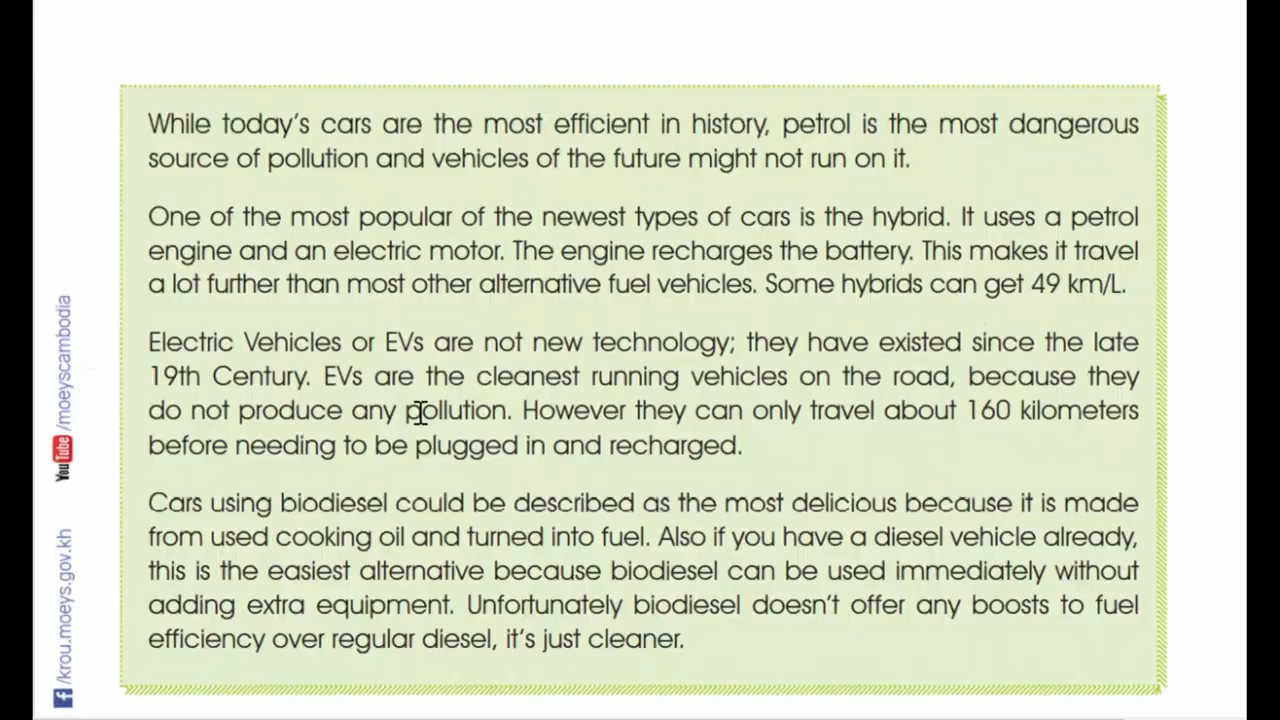 While today's cars are the most efficient in history, petrol is the most dangerous
source of pollution and vehicles of the future might not run on it.
One of the most popular of the newest types of cars is the hybrid. It uses a petrol
engine and an electric motor. The engine recharges the battery. This makes it travel
a lot further than most other alternative fuel vehicles. Some hybrids can get 49 km/L.
Electric Vehicles or EVs are not new technology; they have existed since the late
19th Century. EVs are the cleanest running vehicles on the road, because they
do not produce any pollution. However they can only travel about 160 kilometers
before needing to be plugged in and recharged.
Cars using biodiesel could be described as the most delicious because it is made
from used cooking oil and turned into fuel. Also if you have a diesel vehicle already,
this is the easiest alternative because biodiesel can be used immediately without
adding extra equipment. Unfortunately biodiesel doesn't offer any boosts to fuel
efficiency over regular diesel, it's just cleaner.
f /krou.moeys.gov.kh YouTube /moeyscambodia